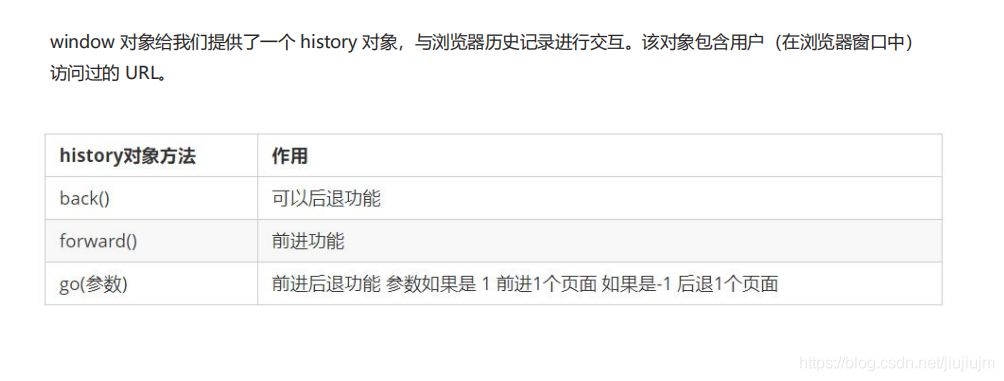 window 对象给我们提供了一个 history 对象，与浏览器历史记录进行交互。该对象包含用户（在浏览器窗口中）
访问过的 URL。
history对象方法 作用
back() 可以后退功能
forward() 前进功能
go(参数) 前进后退功能 参数如果是 1 前进1个页面 如果是-1 后退1个页面
https://blog.csdn.net/jiujiujm